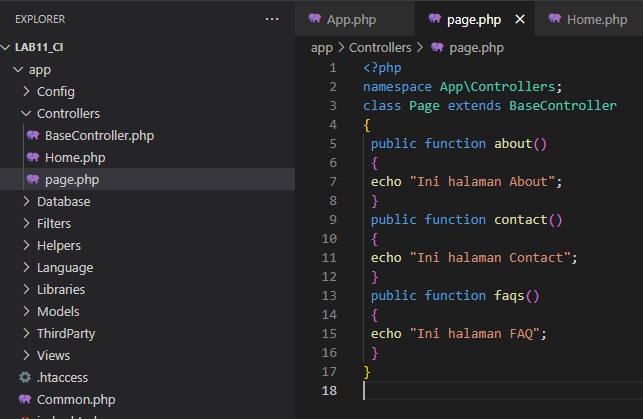 EXPLORER
LAB11_CI
app
Config
Controllers
BaseController.php
Home.php
page.php
Database
Filters
Helpers
Language
Libraries
Models
ThirdParty
Views
.htaccess
Common.php
App.php page.php Home.php
app > Controllers > page.php
1 <?php
2 namespace App\Controllers;
3 class Page extends BaseController
4 {
5 public function about()
6 {
7 echo "Ini halaman About";
8 }
9 public function contact()
10 {
11 echo "Ini halaman Contact";
12 }
13 public function faqs()
14 {
15 echo "Ini halaman FAQ";
16 }
17 }
18